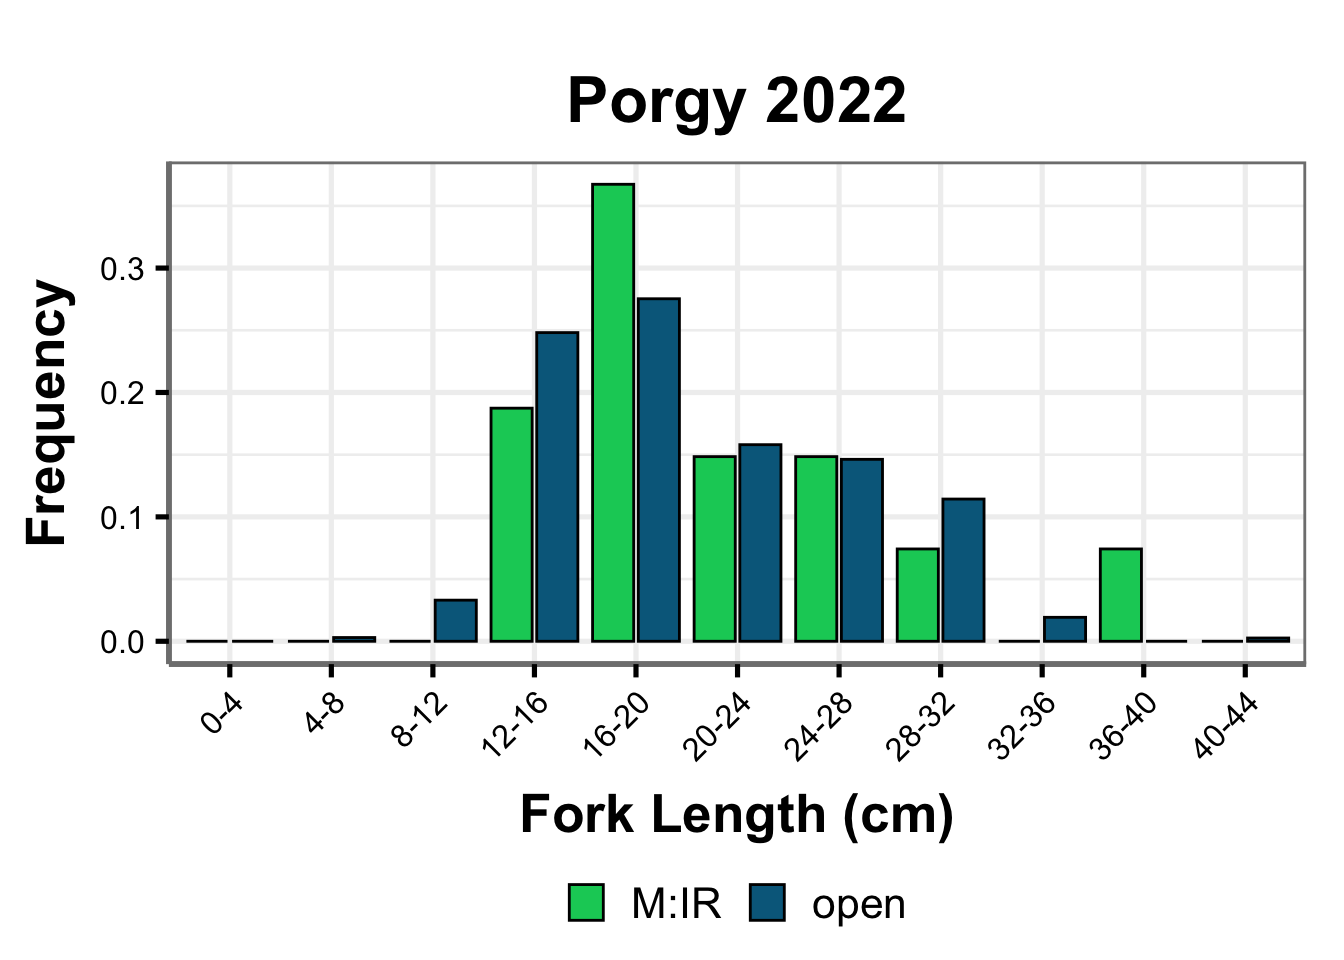 Porgy 2022
Frequency
0.3
0.2
0.1
0.0
0-4 4-8 8-12 12-16 16-20 20-24 24-28 28-32 32-36 36-40 40-44
Fork Length (cm)
M:IR open